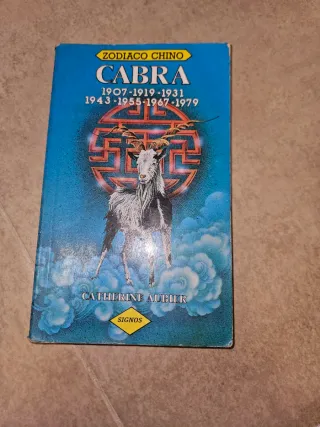 ZODIACO CHINO
CABRA
1907-1919-1931
1943-1955-1967-1979
CATHERINE AUBIER
SIGNOS